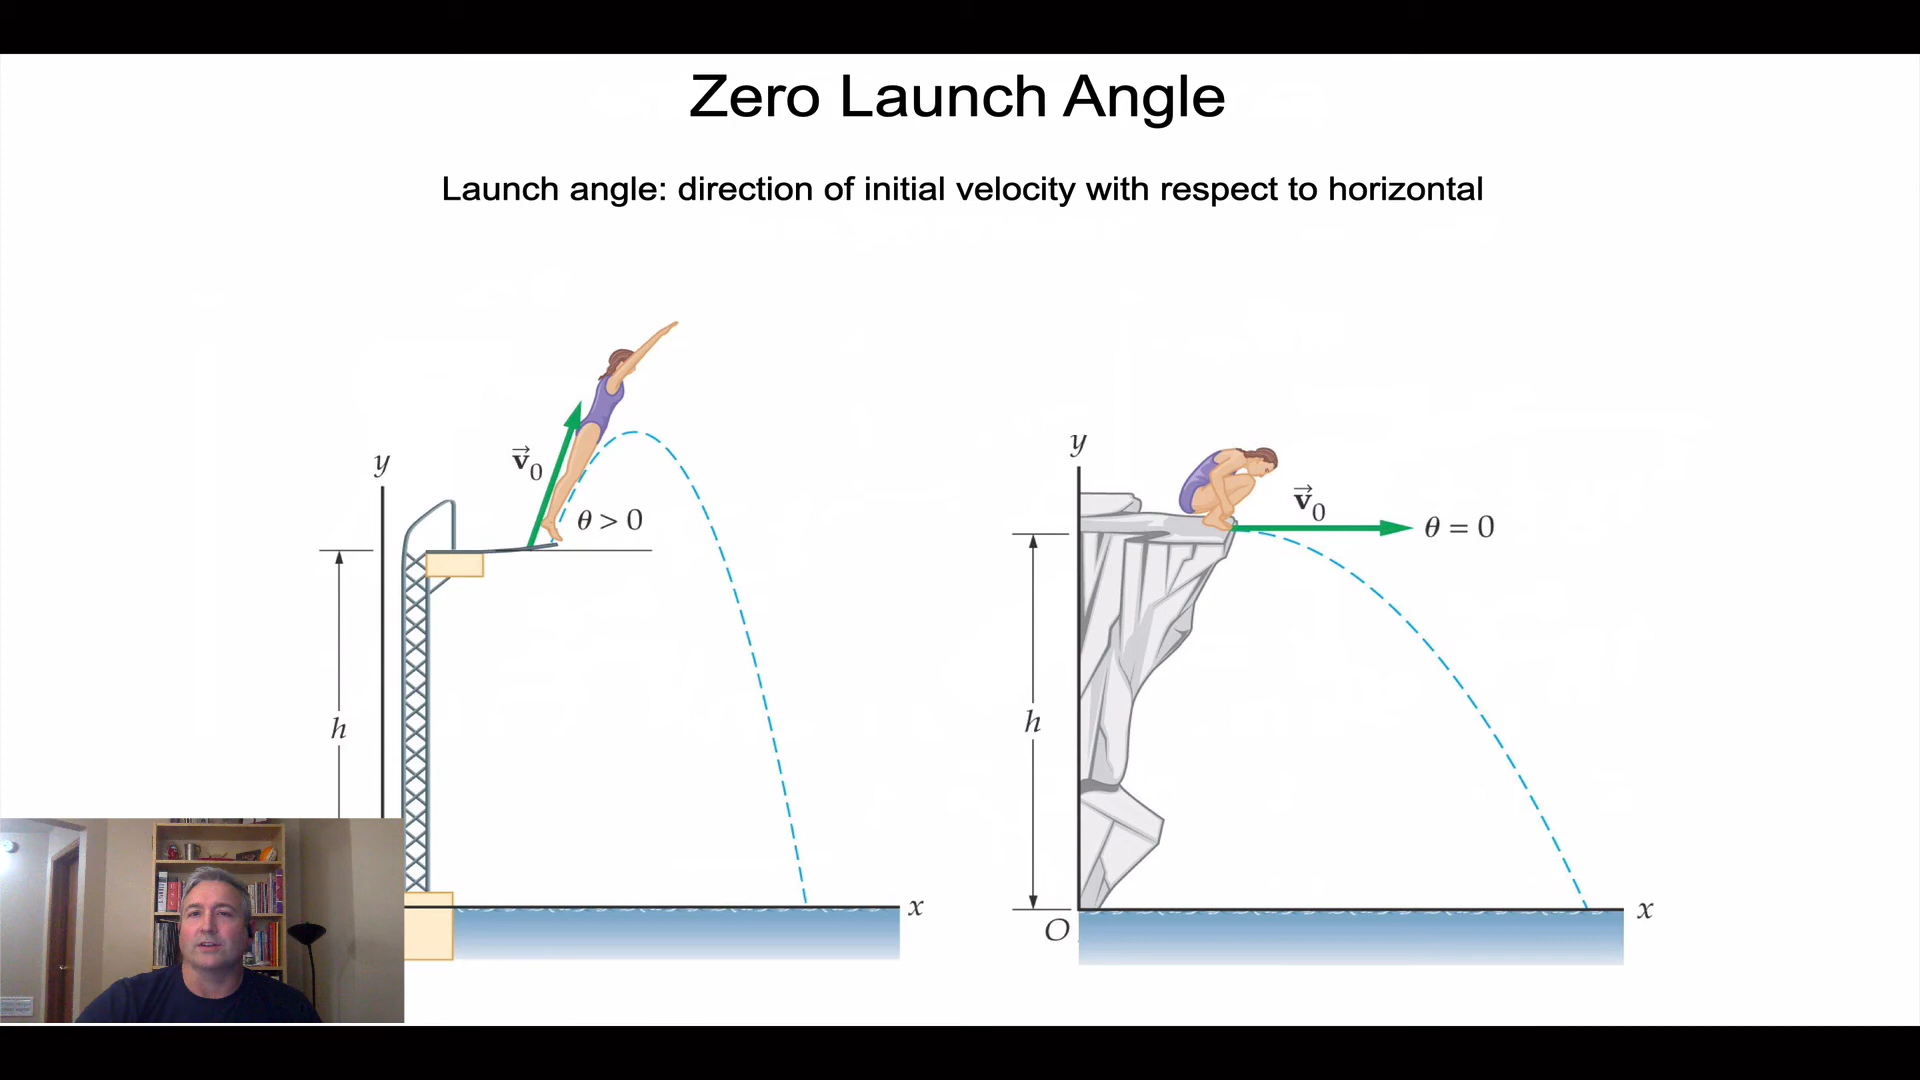 Zero Launch Angle
Launch angle: direction of initial velocity with respect to horizontal
y
v⃗₀
θ > 0
h
x
y
v⃗₀
θ = 0
h
O
x